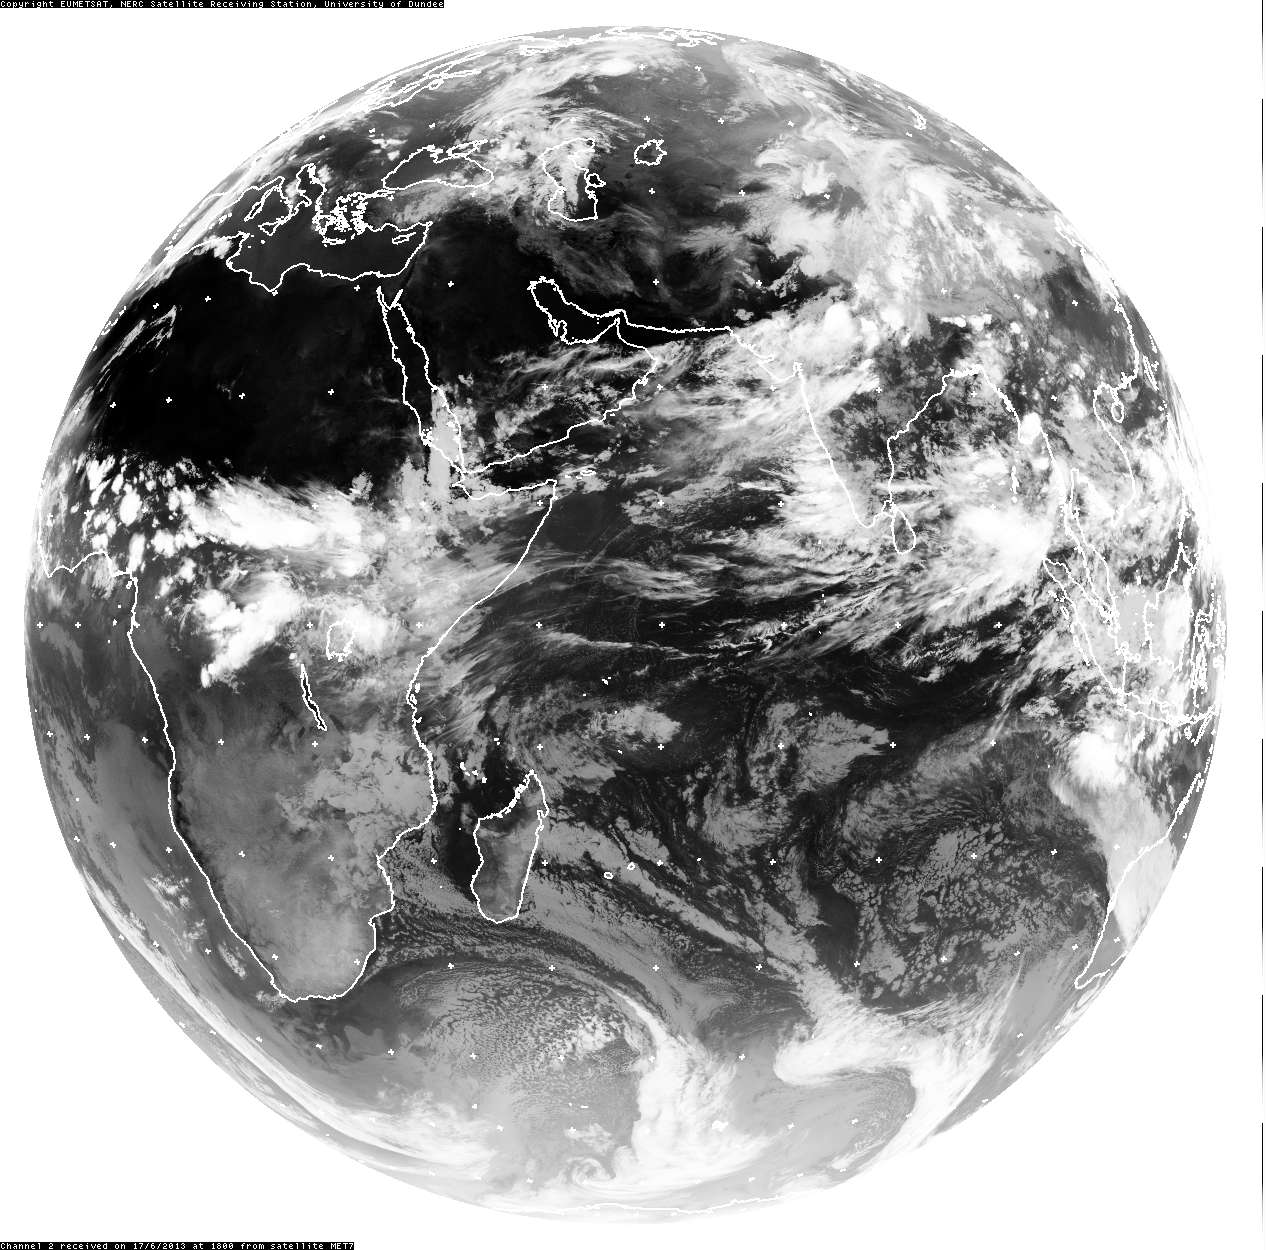 Copyright EUMETSAT, NERC Satellite Receiving Station, University of Dundee
Channel 2 received on 17/6/2013 at 1800 from satellite MET7